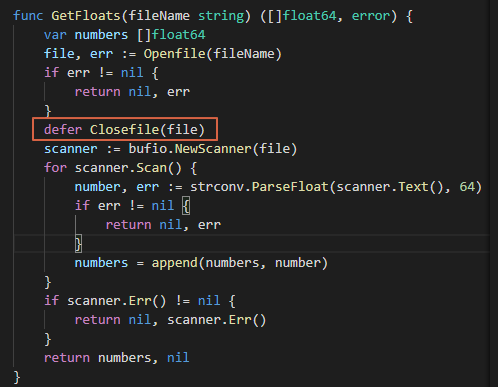 func GetFloats(fileName string) ([]float64, error) {
    var numbers []float64
    file, err := Openfile(fileName)
    if err != nil {
        return nil, err
    }
    defer Closefile(file)
    scanner := bufio.NewScanner(file)
    for scanner.Scan() {
        number, err := strconv.ParseFloat(scanner.Text(), 64)
        if err != nil {
            return nil, err
        }
        numbers = append(numbers, number)
    }
    if scanner.Err() != nil {
        return nil, scanner.Err()
    }
    return numbers, nil
}